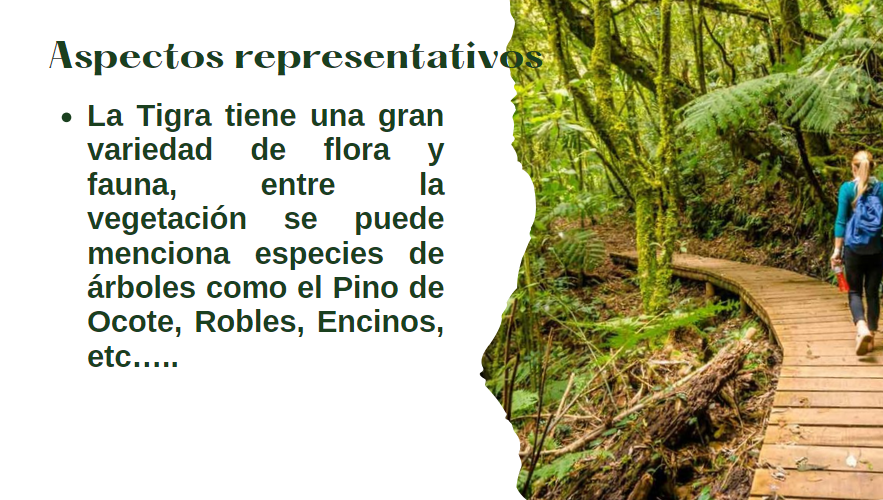 Aspectos representativos
• La Tigra tiene una gran
variedad de flora y
fauna, entre la
vegetación se puede
menciona especies de
árboles como el Pino de
Ocote, Robles, Encinos,
etc.….